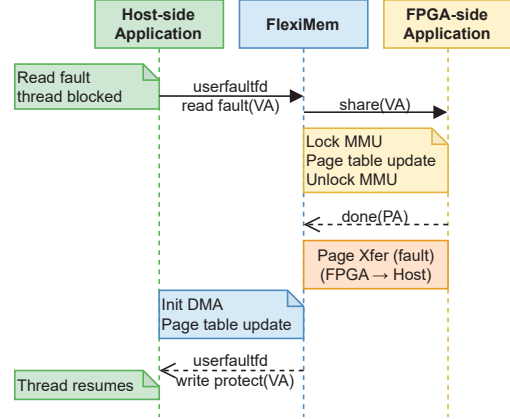 Host-side
Application
FlexiMem
FPGA-side
Application
Read fault
thread blocked
userfaultfd
read fault(VA)
share(VA)
Lock MMU
Page table update
Unlock MMU
done(PA)
Page Xfer (fault)
(FPGA → Host)
Init DMA
Page table update
userfaultfd
write protect(VA)
Thread resumes